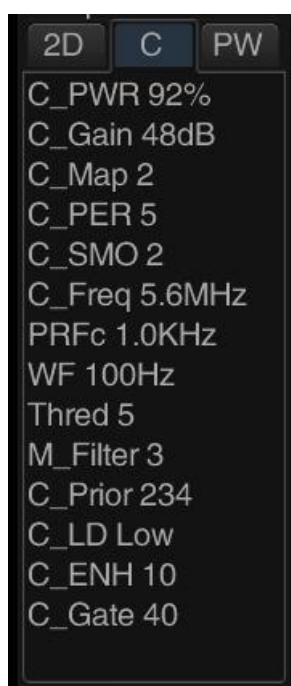 2D C PW
C_PWR 92%
C_Gain 48dB
C_Map 2
C_PER 5
C_SMO 2
C_Freq 5.6MHz
PRFc 1.0KHz
WF 100Hz
Thred 5
M_Filter 3
C_Prior 234
C_LD Low
C_ENH 10
C_Gate 40